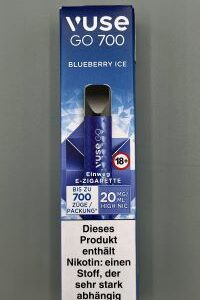 VUSE
GO 700
BLUEBERRY ICE
VUSE GO
Einweg
E-ZIGARETTE
18+
BIS ZU
700
ZÜGE /
PACKUNG*
20 MG/
ML
HIGH NIC
Dieses
Produkt
enthält
Nikotin: einen
Stoff, der
sehr stark
abhängig